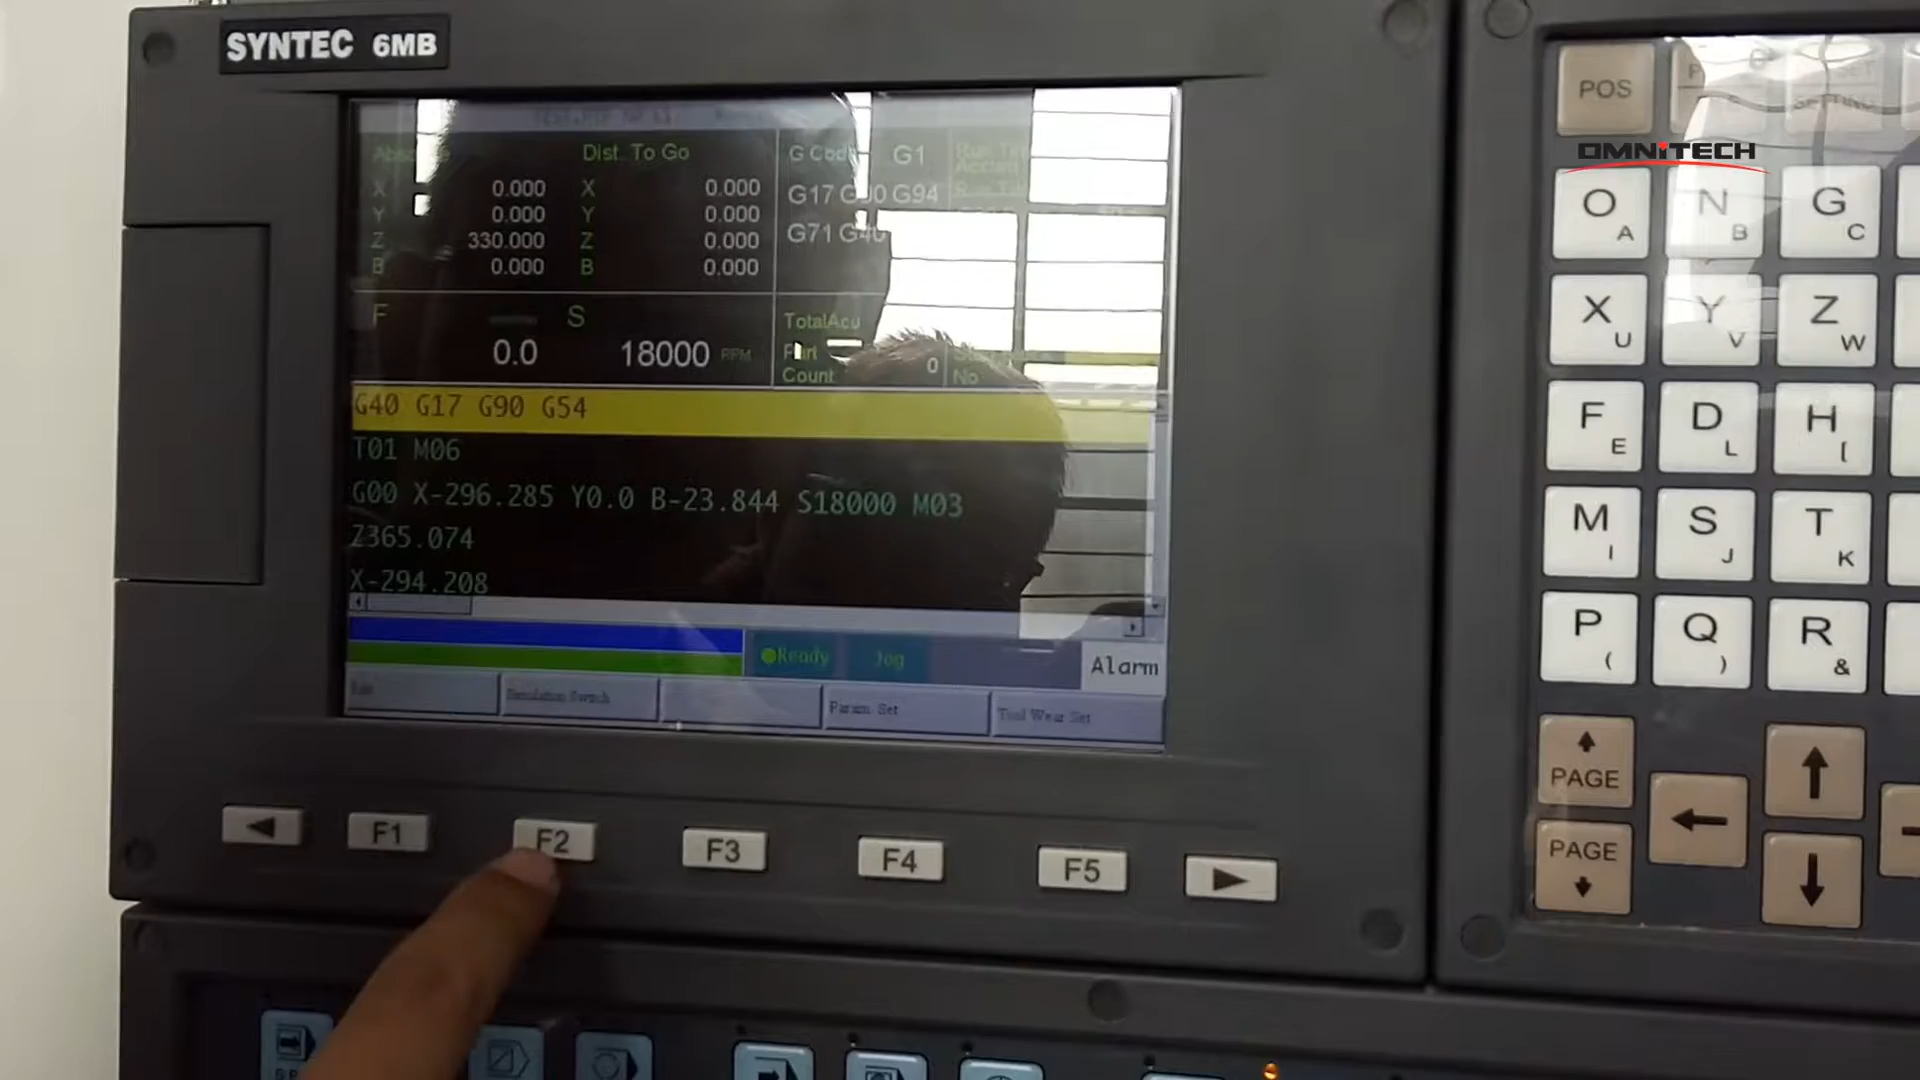 SYNTEC 6MB
Dist. To Go
G Code G1
X 0.000 X 0.000
G17 G90 G94
Y 0.000 Y 0.000
Z 330.000 Z 0.000
G71 G40
B 0.000 B 0.000
F S
0.0 18000 RPM
TotalAcu
Part
Count 0
No
G40 G17 G90 G54
T01 M06
G00 X-296.285 Y0.0 B-23.844 S18000 M03
Z365.074
X-294.208
Ready Jog Alarm
Simulation Switch Param. Set Tool Wear Set
F1 F2 F3 F4 F5
POS
OMNiTECH
O A N B G C
X U Y V Z W
F E D L H [
M I S J T K
P ( Q ) R &
PAGE
PAGE